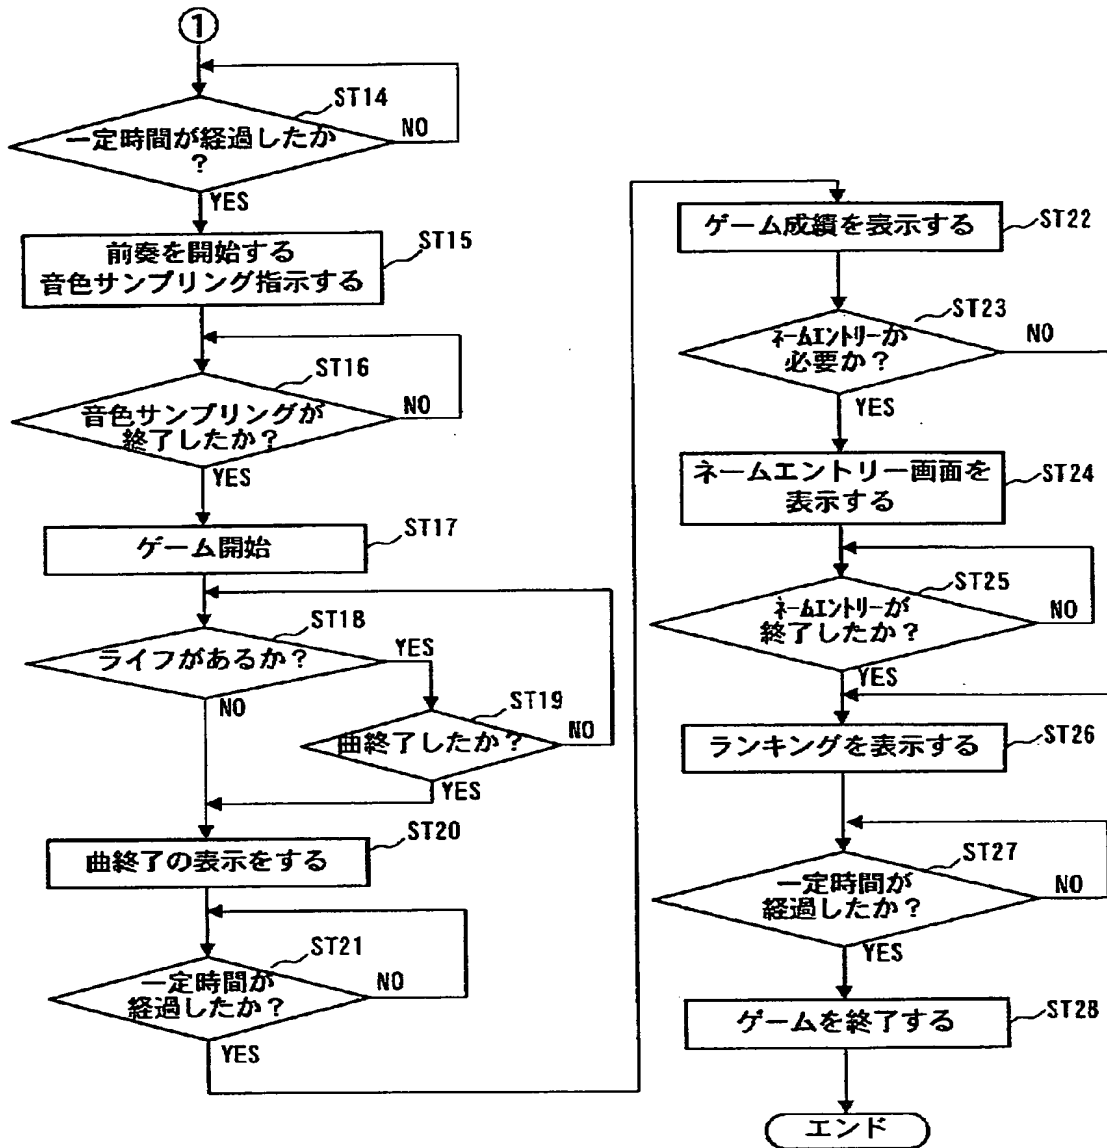 1
ST14
一定時間が経過したか
?
NO
YES
前奏を開始する
音色サンプリング指示する
ST15
ST16
音色サンプリングが
終了したか?
NO
YES
ゲーム開始
ST17
ST18
ライフがあるか?
YES
NO
ST19
曲終了したか?
NO
YES
ST20
曲終了の表示をする
ST21
一定時間が
経過したか?
NO
YES
ゲーム成績を表示する
ST22
ST23
ネームエントリーが
必要か?
NO
YES
ネームエントリー画面を
表示する
ST24
ST25
ネームエントリーが
終了したか?
NO
YES
ランキングを表示する
ST26
ST27
一定時間が
経過したか?
NO
YES
ゲームを終了する
ST28
エンド